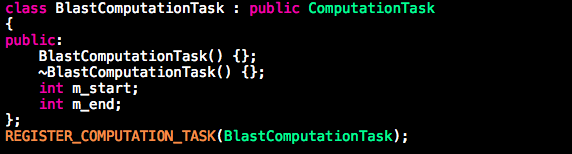 class BlastComputationTask : public ComputationTask
{
public:
    BlastComputationTask() {};
    ~BlastComputationTask() {};
    int m_start;
    int m_end;
};
REGISTER_COMPUTATION_TASK(BlastComputationTask);